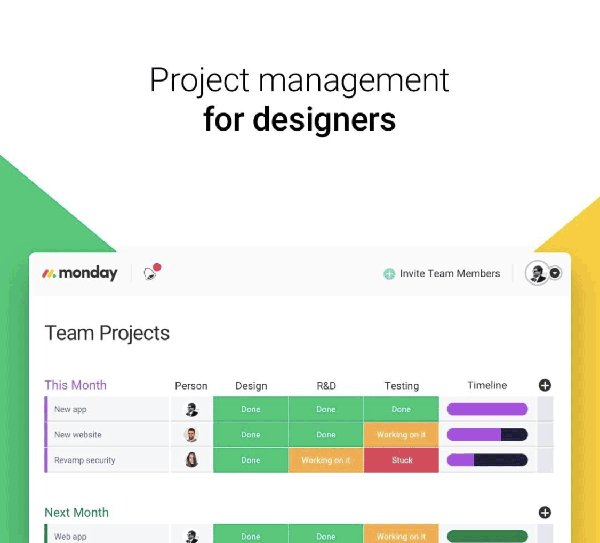 Project management
for designers
monday
Invite Team Members
Team Projects
This Month Person Design R&D Testing Timeline
New app Done Done Done
New website Done Done Working on it
Revamp security Done Working on it Stuck
Next Month
Web app Done Done Working on it